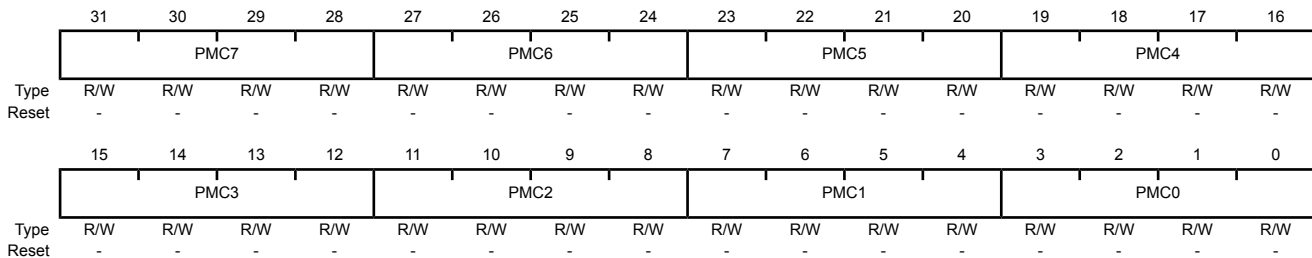 31 30 29 28 27 26 25 24 23 22 21 20 19 18 17 16
PMC7 PMC6 PMC5 PMC4
Type R/W R/W R/W R/W R/W R/W R/W R/W R/W R/W R/W R/W R/W R/W R/W R/W
Reset - - - - - - - - - - - - - - - -
15 14 13 12 11 10 9 8 7 6 5 4 3 2 1 0
PMC3 PMC2 PMC1 PMC0
Type R/W R/W R/W R/W R/W R/W R/W R/W R/W R/W R/W R/W R/W R/W R/W R/W
Reset - - - - - - - - - - - - - - - -